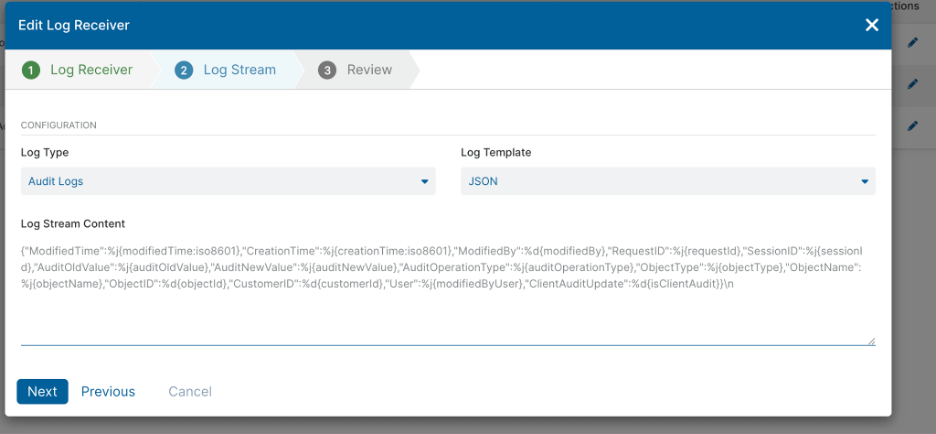 ctions
Edit Log Receiver
1 Log Receiver
2 Log Stream
3 Review
CONFIGURATION
Log Type
Log Template
Audit Logs
JSON
Log Stream Content
{"ModifiedTime":%j{modifiedTime:iso8601},"CreationTime":%j{creationTime:iso8601},"ModifiedBy":%d{modifiedBy},"RequestID":%j{requestId},"SessionID":%j{sessionI
d},"AuditOldValue":%j{auditOldValue},"AuditNewValue":%j{auditNewValue},"AuditOperationType":%j{auditOperationType},"ObjectType":%j{objectType},"ObjectName":
%j{objectName},"ObjectID":%d{objectId},"CustomerID":%d{customerId},"User":%j{modifiedByUser},"ClientAuditUpdate":%d{isClientAudit}}\n
Next
Previous
Cancel